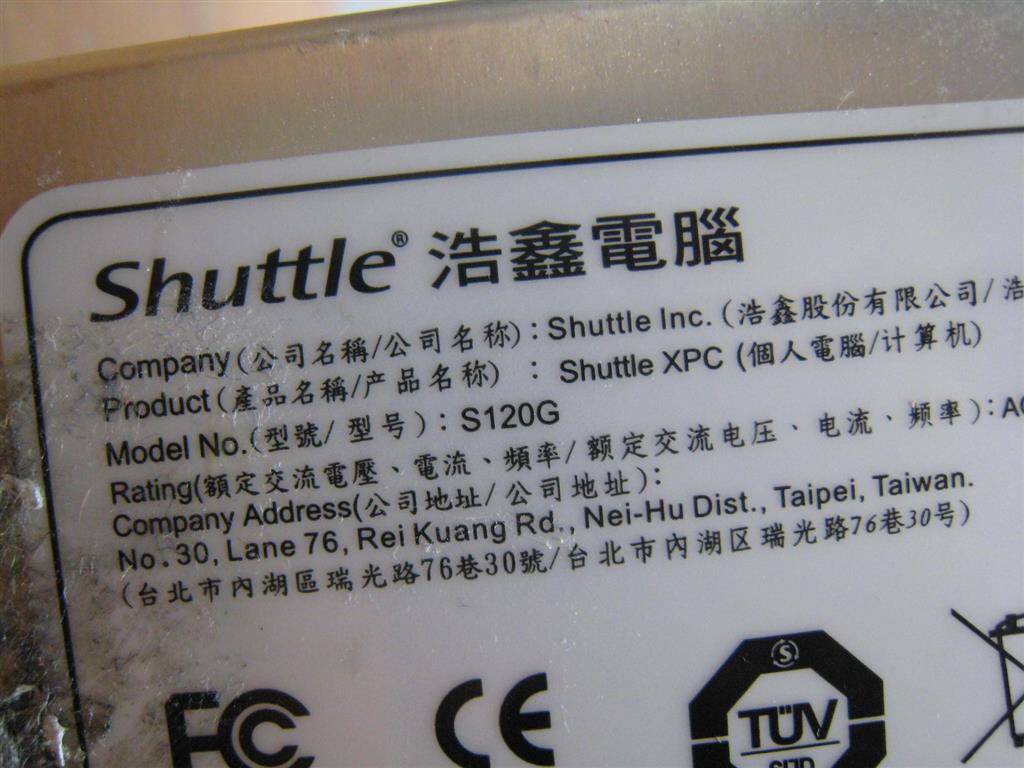 Shuttle® 浩鑫電腦
Company(公司名稱/公司名称):Shuttle Inc.(浩鑫股份有限公司/浩
Product(產品名稱/产品名称) : Shuttle XPC (個人電腦/计算机)
Model No.(型號/型号):S120G
Rating(額定交流電壓、電流、頻率/額定交流电压、电流、频率):AC
Company Address(公司地址/公司地址):
No.30, Lane 76, Rei Kuang Rd., Nei-Hu Dist., Taipei, Taiwan.
(台北市內湖區瑞光路76巷30號/台北市內湖区瑞光路76巷30号)
FC CE TÜV